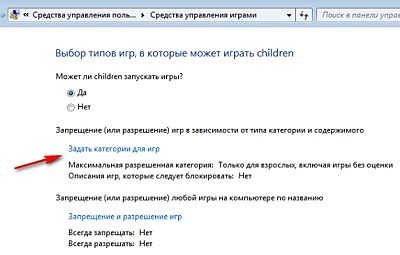 « Средства управления поль... ▸ Средства управления играми
Поиск в панели управ
Выбор типов игр, в которые может играть children
Может ли children запускать игры?
Да
Нет
Запрещение (или разрешение) игр в зависимости от типа категории и содержимого
Задать категории для игр
Максимальная разрешенная категория: Только для взрослых, включая игры без оценки
Описания игр, которые следует блокировать: Нет
Запрещение (или разрешение) любой игры на компьютере по названию
Запрещение и разрешение игр
Всегда запрещать: Нет
Всегда разрешать: Нет